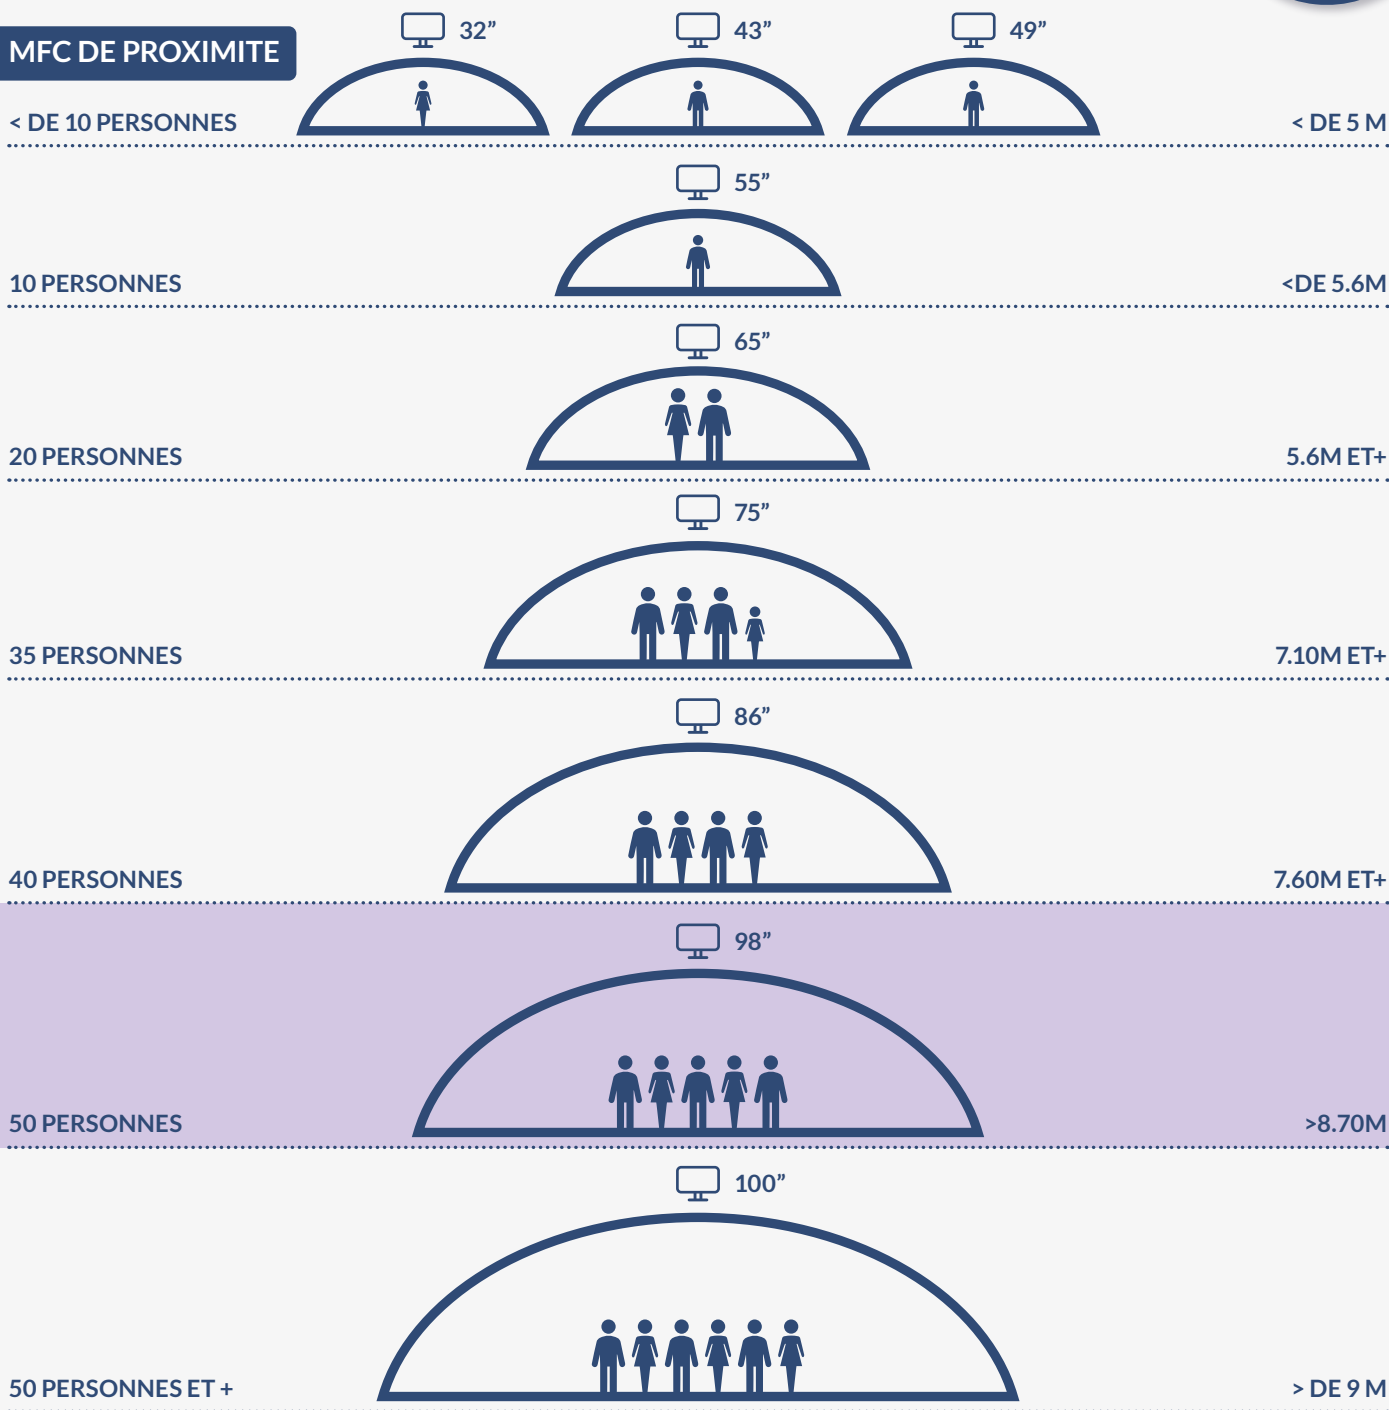 32” 43” 49”
MFC DE PROXIMITE
< DE 10 PERSONNES < DE 5 M
55”
10 PERSONNES <DE 5.6M
65”
20 PERSONNES 5.6M ET+
75”
35 PERSONNES 7.10M ET+
86”
40 PERSONNES 7.60M ET+
98”
50 PERSONNES >8.70M
100”
50 PERSONNES ET + > DE 9 M